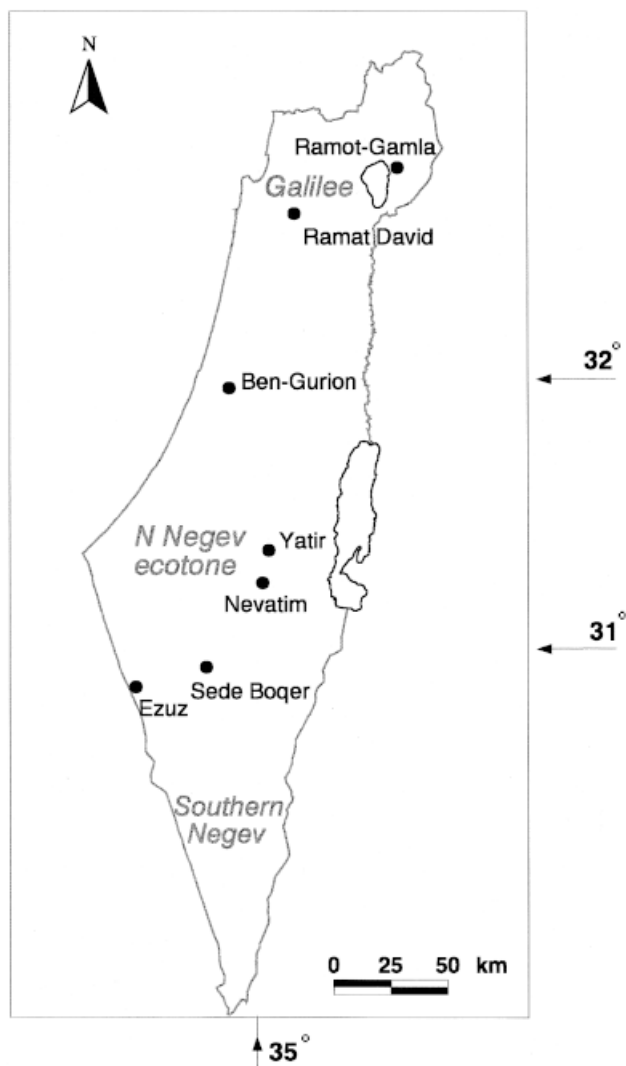 N
Ramot-Gamla
Galilee
Ramat David
32°
Ben-Gurion
N Negev
ecotone
Yatir
Nevatim
31°
Sede Boqer
Ezuz
Southern
Negev
0 25 50 km
35°